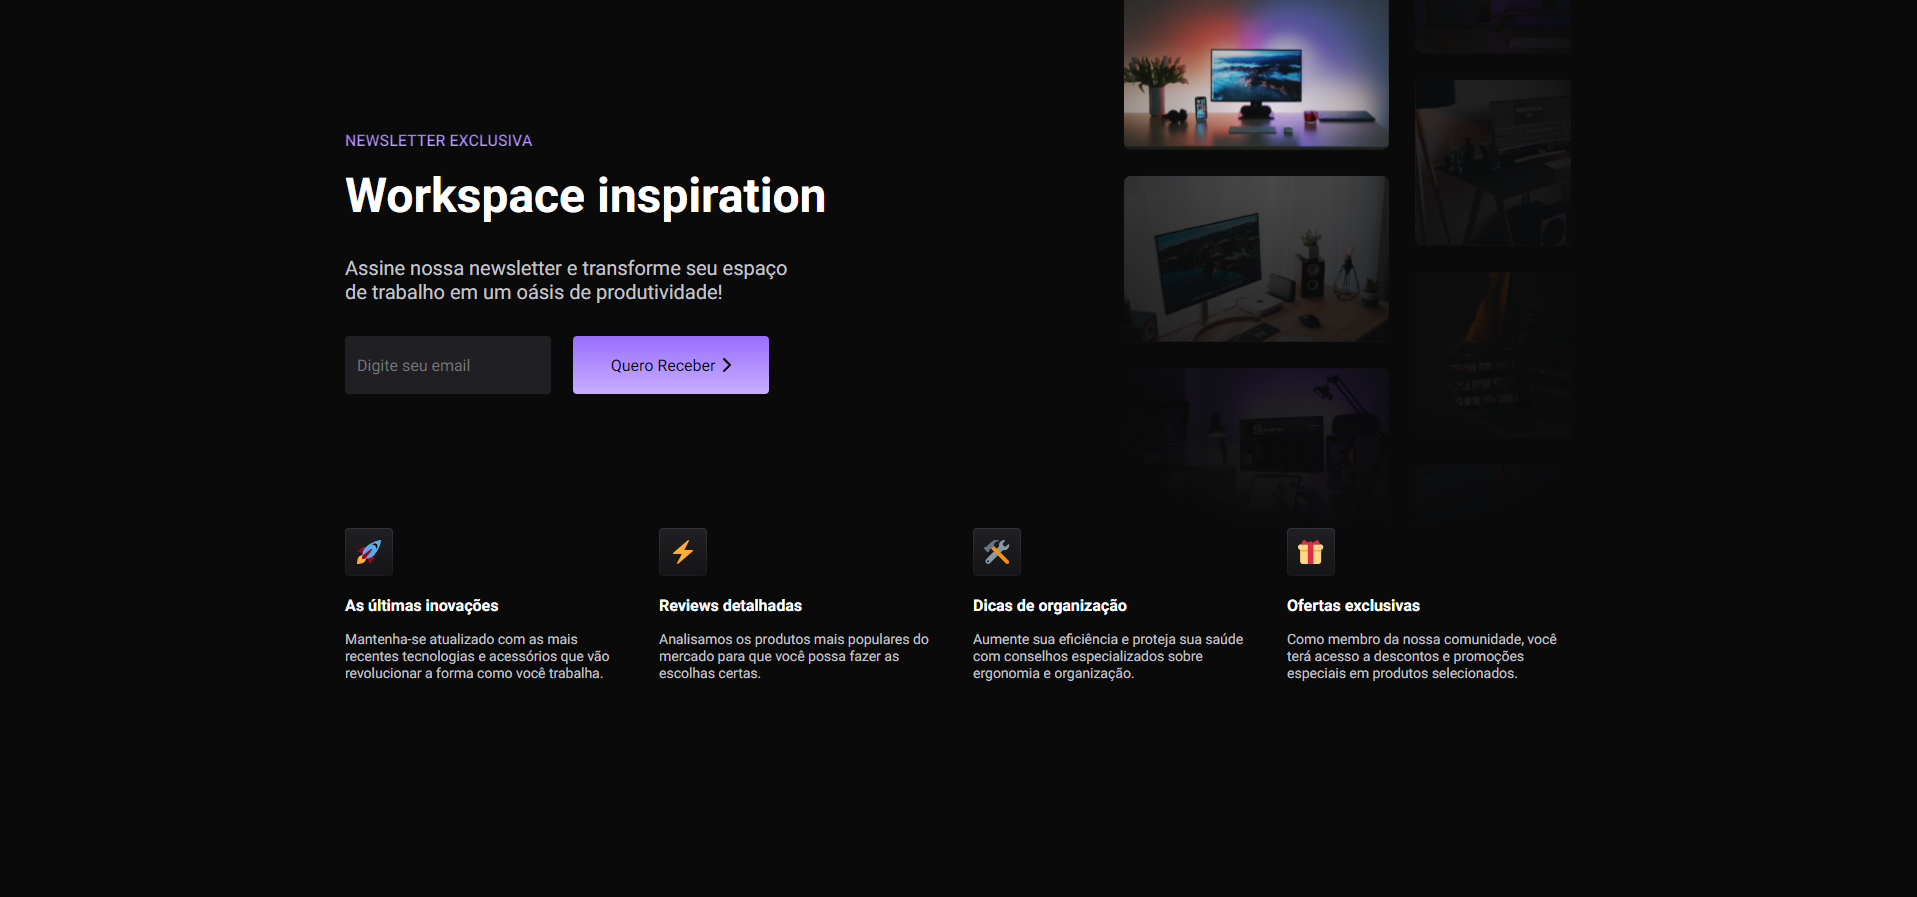 NEWSLETTER EXCLUSIVA
Workspace inspiration
Assine nossa newsletter e transforme seu espaço
de trabalho em um oásis de produtividade!
Digite seu email
Quero Receber
As últimas inovações
Mantenha-se atualizado com as mais
recentes tecnologias e acessórios que vão
revolucionar a forma como você trabalha.
Reviews detalhadas
Analisamos os produtos mais populares do
mercado para que você possa fazer as
escolhas certas.
Dicas de organização
Aumente sua eficiência e proteja sua saúde
com conselhos especializados sobre
ergonomia e organização.
Ofertas exclusivas
Como membro da nossa comunidade, você
terá acesso a descontos e promoções
especiais em produtos selecionados.